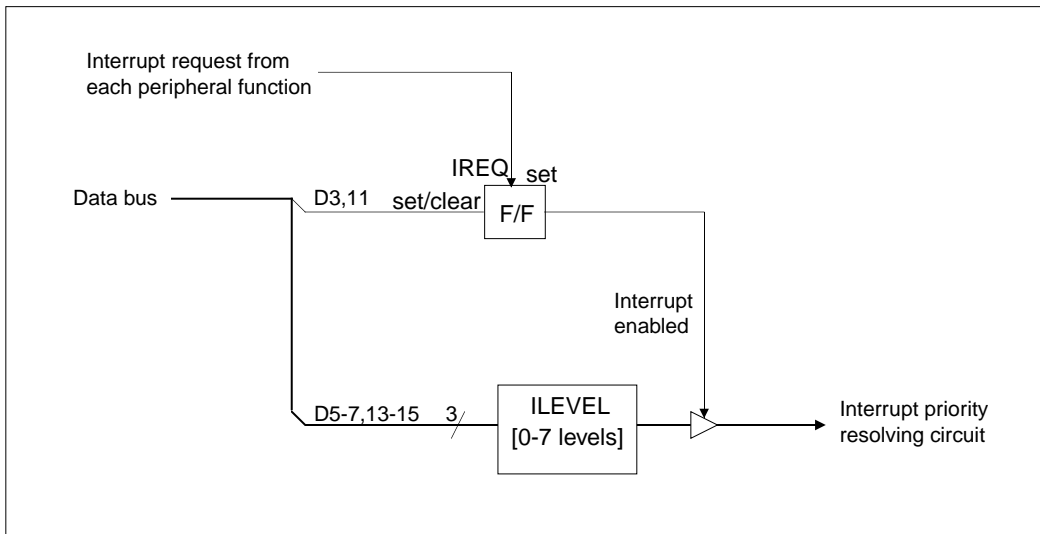 Interrupt request from
each peripheral function
IREQ
set
Data bus
D3,11
set/clear
F/F
Interrupt
enabled
D5-7,13-15
3
ILEVEL
[0-7 levels]
Interrupt priority
resolving circuit